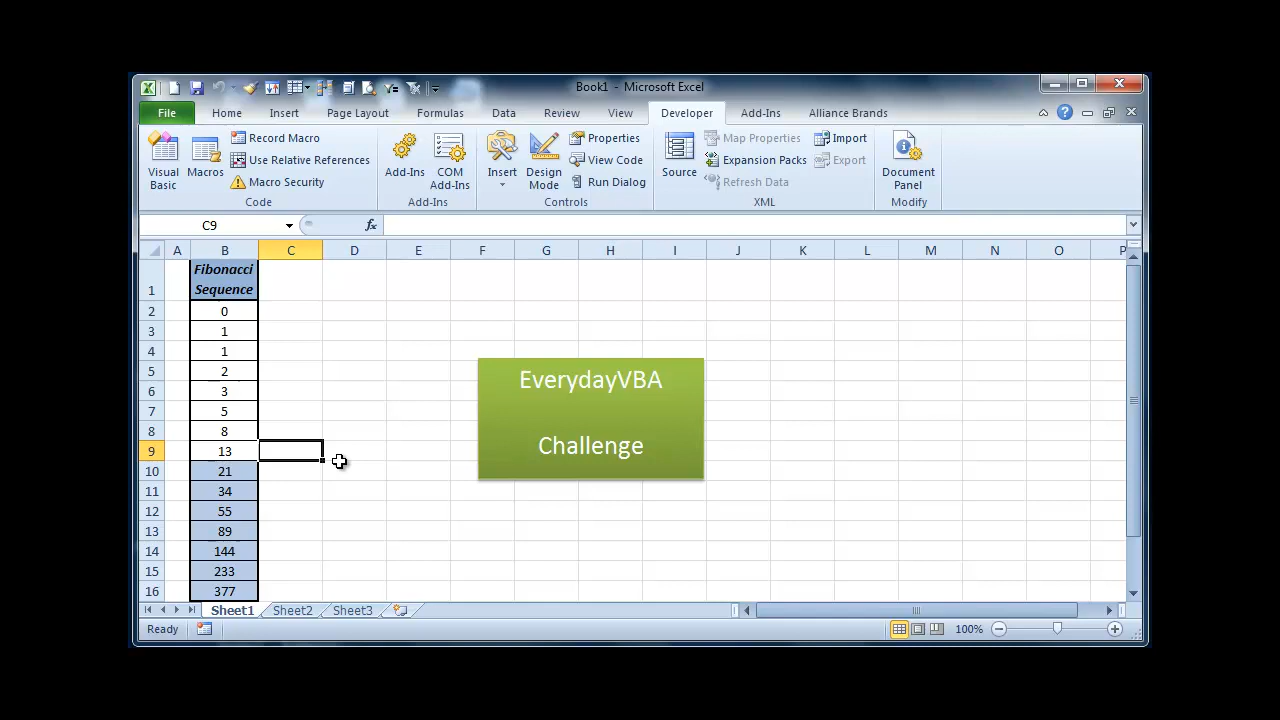 Book1 - Microsoft Excel
File Home Insert Page Layout Formulas Data Review View Developer Add-Ins Alliance Brands
Visual Basic
Macros
Record Macro
Use Relative References
Macro Security
Code
Add-Ins
COM Add-Ins
Add-Ins
Insert
Design Mode
Properties
View Code
Run Dialog
Controls
Source
Map Properties
Expansion Packs
Refresh Data
Import
Export
XML
Document Panel
Modify
C9
fx
A B C D E F G H I J K L M N O P
1 Fibonacci Sequence
2 0
3 1
4 1
5 2
6 3
7 5
8 8
9 13
10 21
11 34
12 55
13 89
14 144
15 233
16 377
EverydayVBA
Challenge
Sheet1 Sheet2 Sheet3
Ready
100%